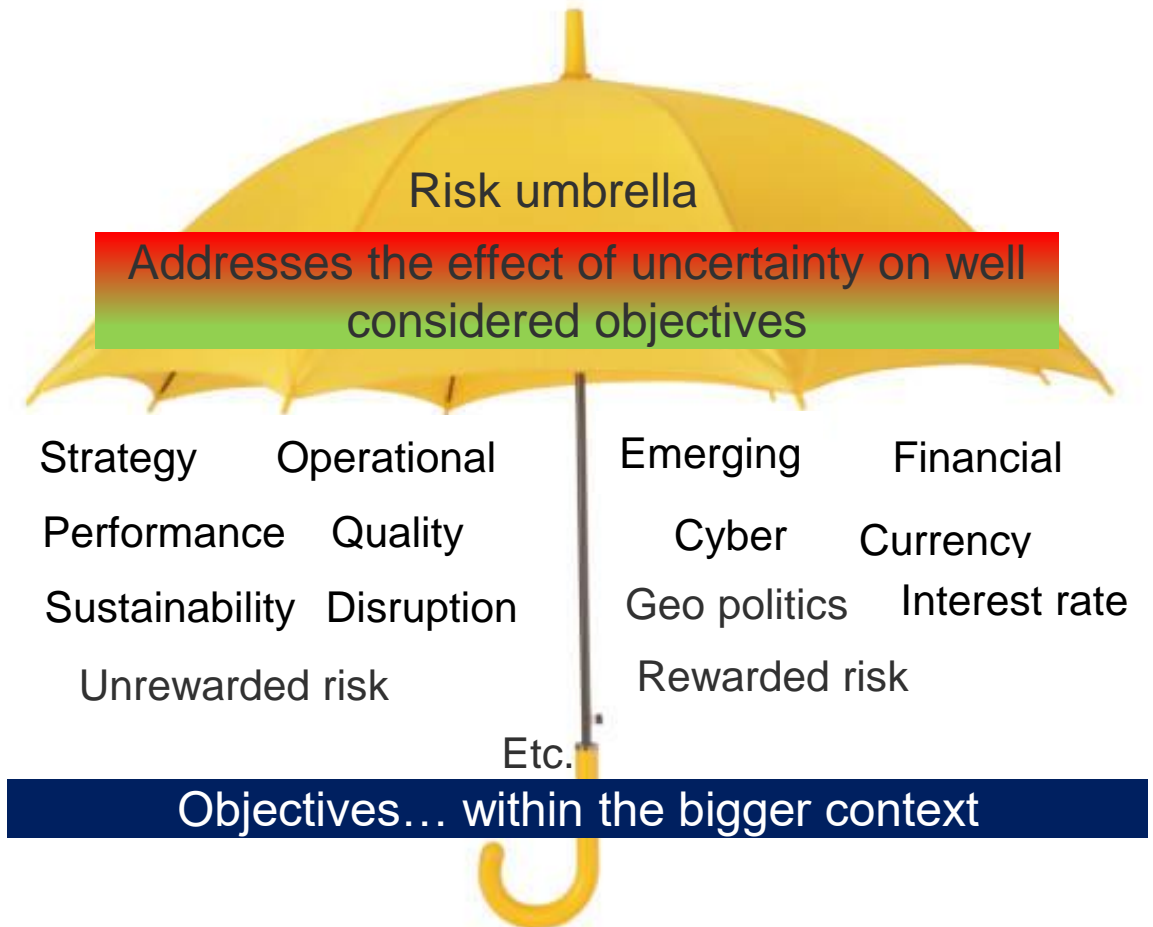 Risk umbrella
Addresses the effect of uncertainty on well
considered objectives
Strategy Operational Emerging Financial
Performance Quality Cyber Currency
Sustainability Disruption Geo politics Interest rate
Unrewarded risk Rewarded risk
Etc.
Objectives… within the bigger context